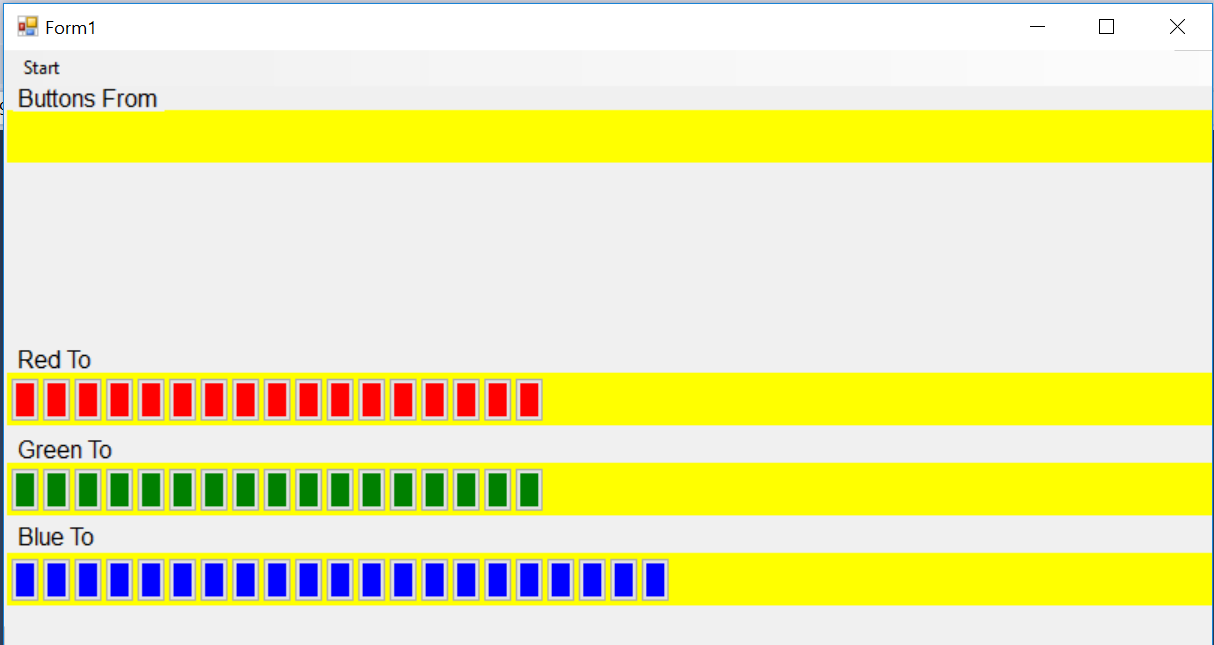 Form1
Start
Buttons From
Red To
Green To
Blue To